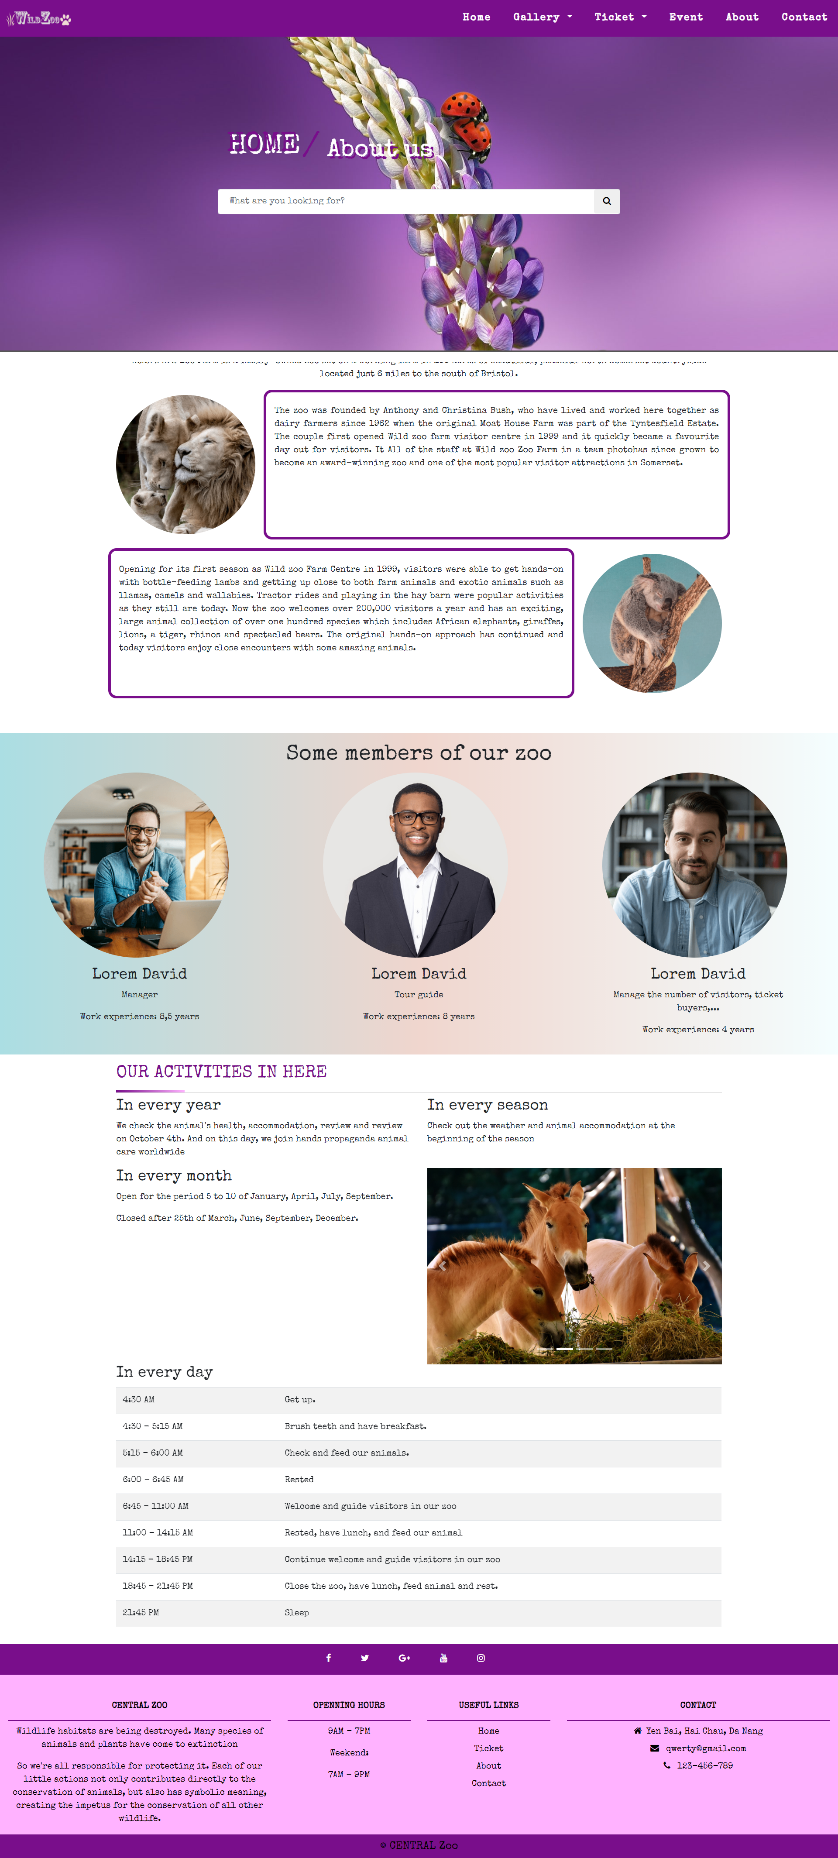 Wild Zoo
Home Gallery Ticket Event About Contact
HOME / About us
What are you looking for?
located just 6 miles to the south of Bristol.
The zoo was founded by Anthony and Christina Bush, who have lived and worked here together as
dairy farmers since 1962 when the original Moat House Farm was part of the Tyntesfield Estate.
The couple first opened Wild zoo farm visitor centre in 1999 and it quickly became a favourite
day out for visitors. It All of the staff at Wild zoo Zoo Farm in a team photohas since grown to
become an award-winning zoo and one of the most popular visitor attractions in Somerset.
Opening for its first season as Wild zoo Farm Centre in 1999, visitors were able to get hands-on
with bottle-feeding lambs and getting up close to both farm animals and exotic animals such as
llamas, camels and wallabies. Tractor rides and playing in the hay barn were popular activities
as they still are today. Now the zoo welcomes over 200,000 visitors a year and has an exciting,
large animal collection of over one hundred species which includes African elephants, giraffes,
lions, a tiger, rhinos and spectacled bears. The original hands-on approach has continued and
today visitors enjoy close encounters with some amazing animals.
Some members of our zoo
Lorem David
Manager
Work experience: 8,5 years
Lorem David
Tour guide
Work experience: 8 years
Lorem David
Manage the number of visitors, ticket
buyers,...
Work experience: 4 years
OUR ACTIVITIES IN HERE
In every year
We check the animal's health, accommodation, review and review
on October 4th. And on this day, we join hands propaganda animal
care worldwide
In every season
Check out the weather and animal accommodation at the
beginning of the season
In every month
Open for the period 5 to 10 of January, April, July, September.
Closed after 25th of March, June, September, December.
In every day
4:30 AM Get up.
4:30 - 5:15 AM Brush teeth and have breakfast.
5:15 - 6:00 AM Check and feed our animals.
6:00 - 6:45 AM Rested
6:45 - 11:00 AM Welcome and guide visitors in our zoo
11:00 - 14:15 AM Rested, have lunch, and feed our animal
14:15 - 18:45 PM Continue welcome and guide visitors in our zoo
18:45 - 21:45 PM Close the zoo, have lunch, feed animal and rest.
21:45 PM Sleep
CENTRAL ZOO
Wildlife habitats are being destroyed. Many species of
animals and plants have come to extinction
So we're all responsible for protecting it. Each of our
little actions not only contributes directly to the
conservation of animals, but also has symbolic meaning,
creating the impetus for the conservation of all other
wildlife.
OPENNING HOURS
9AM - 7PM
Weekend:
7AM - 9PM
USEFUL LINKS
Home
Ticket
About
Contact
CONTACT
Yen Bai, Hai Chau, Da Nang
qwerty@gmail.com
123-456-789
© CENTRAL Zoo